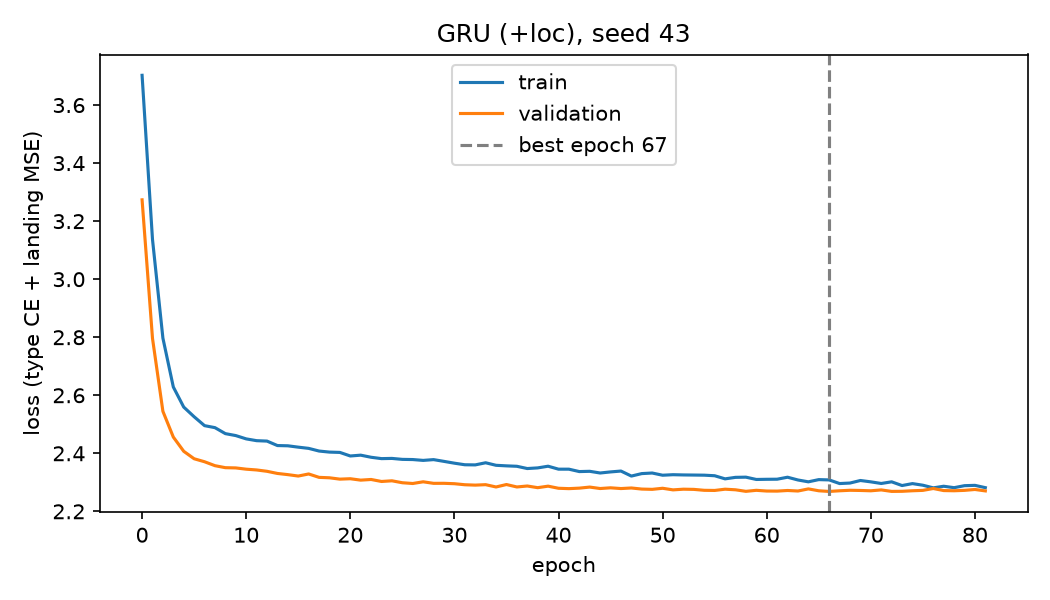 GRU (+loc), seed 43
train
validation
best epoch 67
loss (type CE + landing MSE)
3.6
3.4
3.2
3.0
2.8
2.6
2.4
2.2
0 10 20 30 40 50 60 70 80
epoch